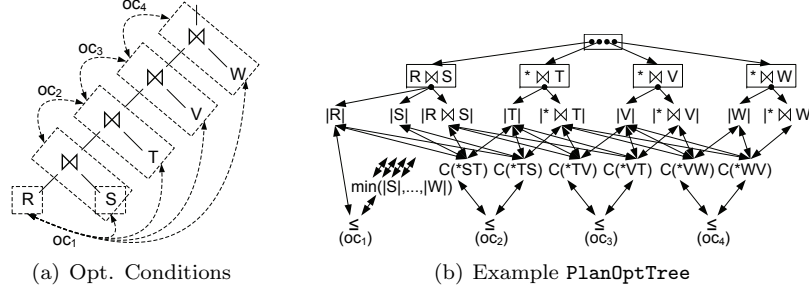 oc4
⋈
oc3
⋈
W
oc2
⋈
V
⋈
T
R
S
oc1
(a) Opt. Conditions
R ⋈ S
* ⋈ T
* ⋈ V
* ⋈ W
|R| |S| |R ⋈ S| |T| |* ⋈ T| |V| |* ⋈ V| |W| |* ⋈ W
C(*ST) C(*TS) C(*TV) C(*VT) C(*VW) C(*WV)
min(|S|,...,|W|)
≤ ≤ ≤ ≤
(oc1) (oc2) (oc3) (oc4)
(b) Example PlanOptTree